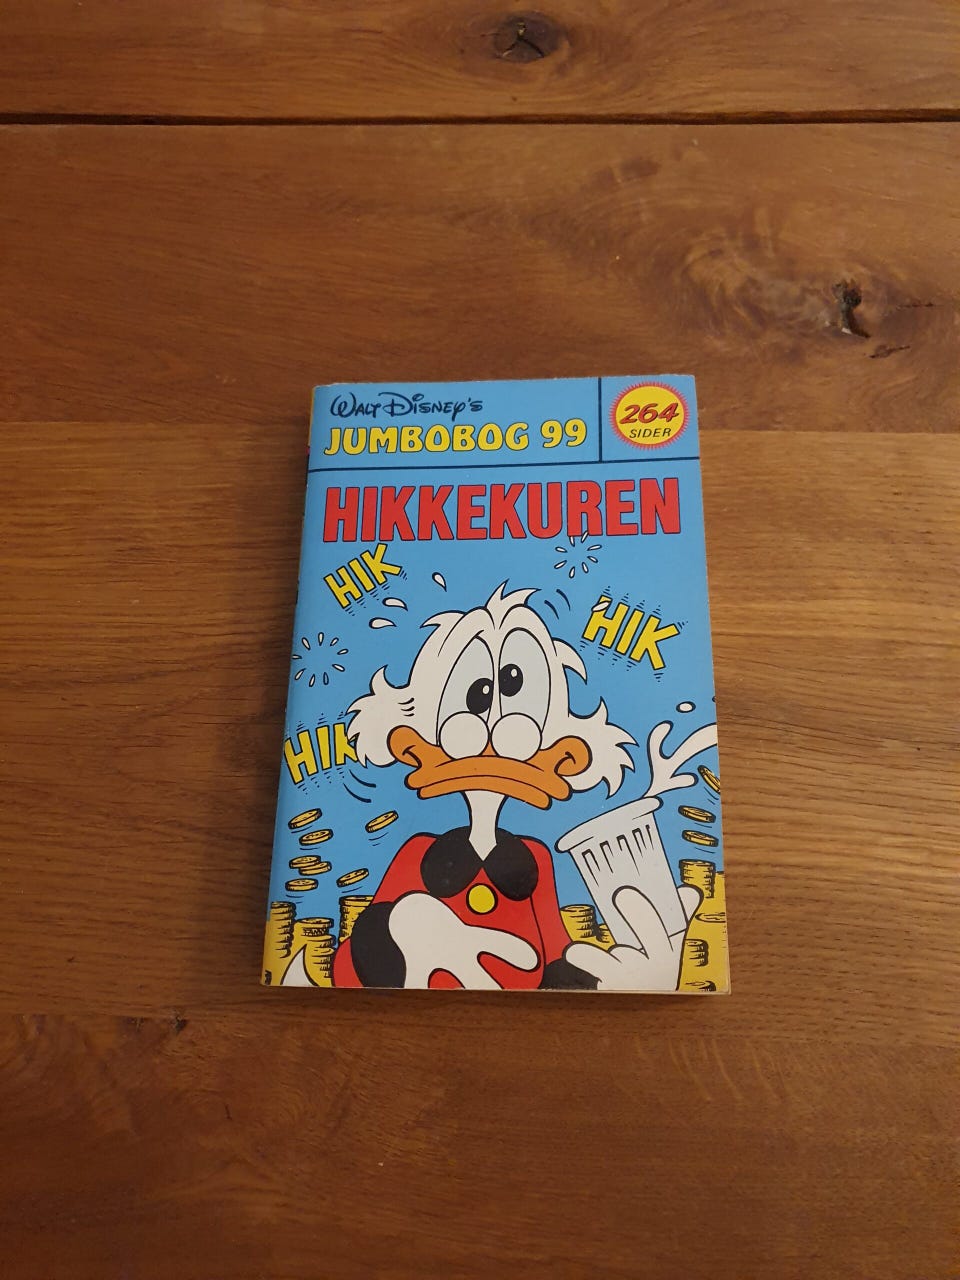 WALT DISNEY'S
JUMBOBOG 99
264
SIDER
HIKKEKUREN
HIK
HIK
HIK